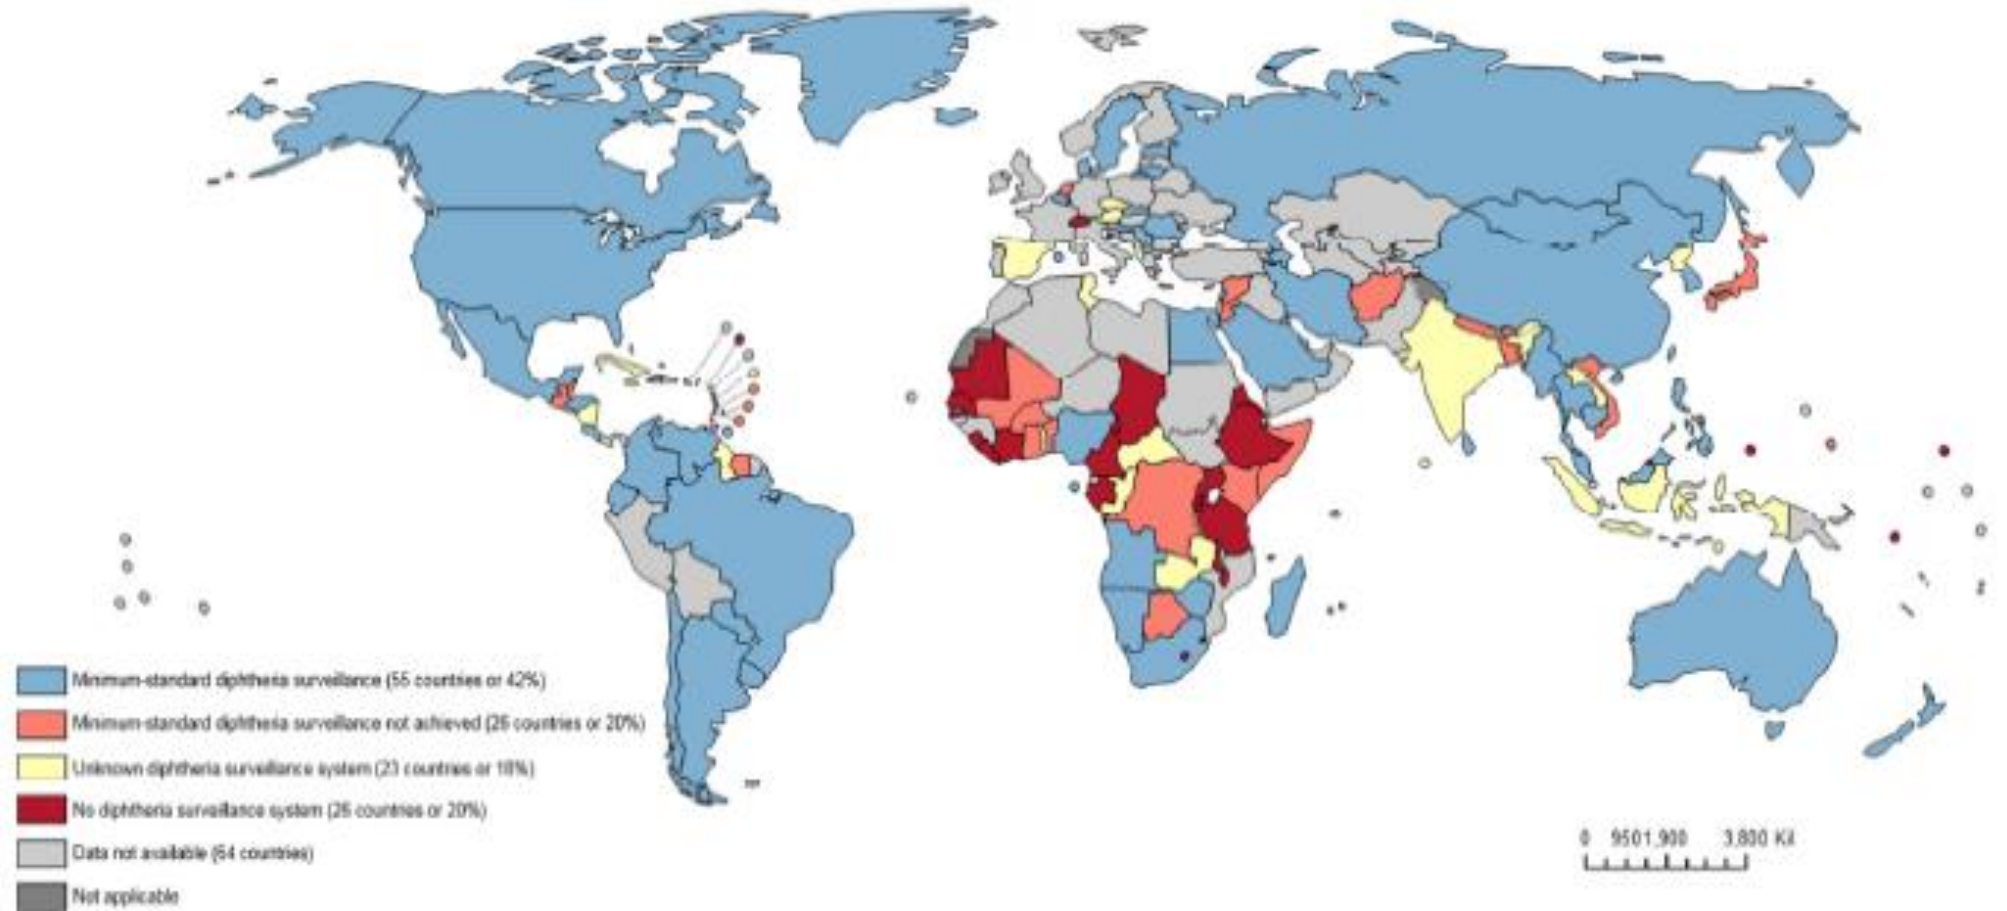 Minimum-standard diphtheria surveillance (55 countries or 42%)
Minimum-standard diphtheria surveillance not achieved (26 countries or 20%)
Unknown diphtheria surveillance system (23 countries or 18%)
No diphtheria surveillance system (26 countries or 20%)
Data not available (64 countries)
Not applicable
0 9501,900 3,800 Kil